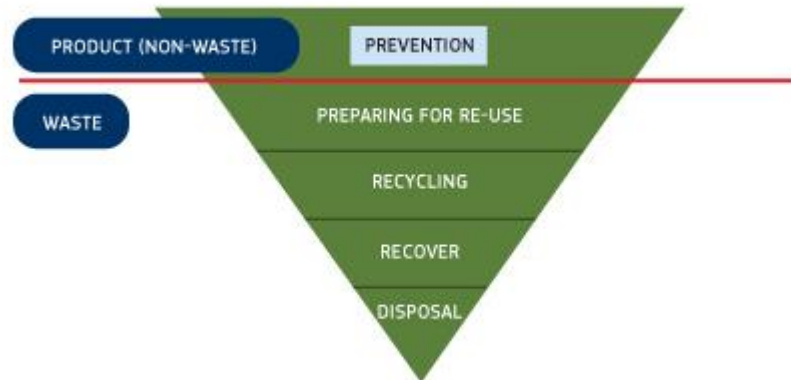 PRODUCT (NON-WASTE)
PREVENTION
WASTE
PREPARING FOR RE-USE
RECYCLING
RECOVER
DISPOSAL